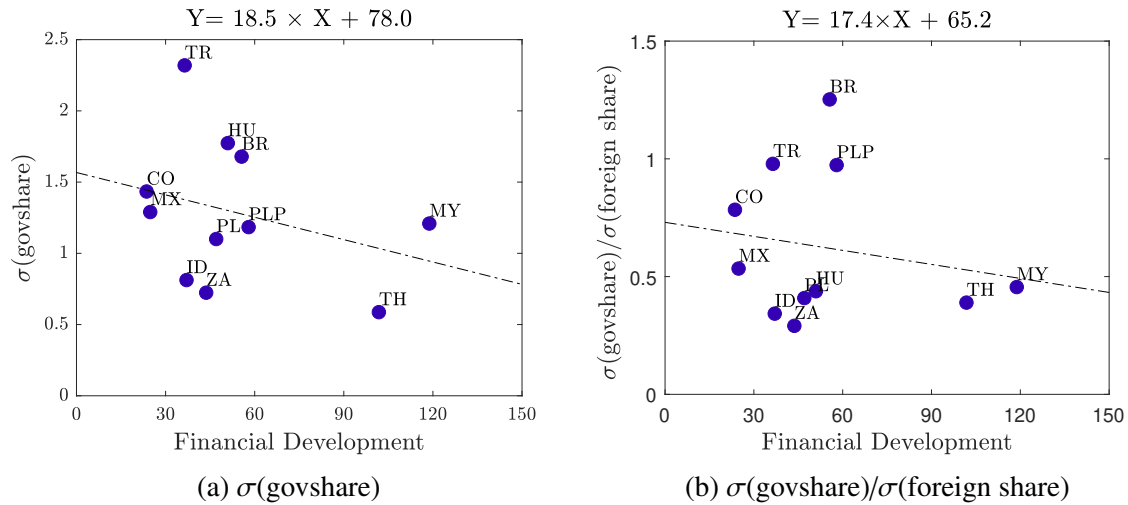 Y= 18.5 × X + 78.0
2.5
2
1.5
1
0.5
0
0 30 60 90 120 150
σ(govshare)
Financial Development
TR
HU
BR
CO
MX
PL
PLP
MY
ID
ZA
TH
(a) σ(govshare)
Y= 17.4×X + 65.2
1.5
1
0.5
0
0 30 60 90 120 150
σ(govshare)/σ(foreign share)
Financial Development
BR
TR
PLP
CO
MX
HU
PL
MY
ID
TH
ZA
(b) σ(govshare)/σ(foreign share)